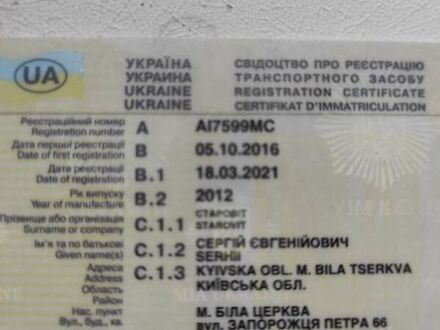 UA
УКРАЇНА
УКРАИНА
UKRAINE
UKRAINE
СВІДОЦТВО ПРО РЕЄСТРАЦІЮ
ТРАНСПОРТНОГО ЗАСОБУ
REGISTRATION CERTIFICATE
CERTIFIKAT D'IMMATRICULATION
Реєстраційний номер
Registration number A AI7599MC
Дата першої реєстрації
Date of first registration B 05.10.2016
Дата реєстрації
Date of registration B.1 18.03.2021
Рік випуску
Year of manufacture B.2 2012
Прізвище або організація
Surname or company C.1.1 СТАРОВІТ
STAROVIT
Ім'я та по батькові
Given name(s) C.1.2 СЕРГІЙ ЄВГЕНІЙОВИЧ
SERHII
Адреса
Address C.1.3 KYIVSKA OBL. M. BILA TSERKVA
Область КИЇВСЬКА ОБЛ.
Район
Нас. пункт М. БІЛА ЦЕРКВА
Вул., буд., кв. вул. ЗАПОРОЖЦЯ ПЕТРА 66